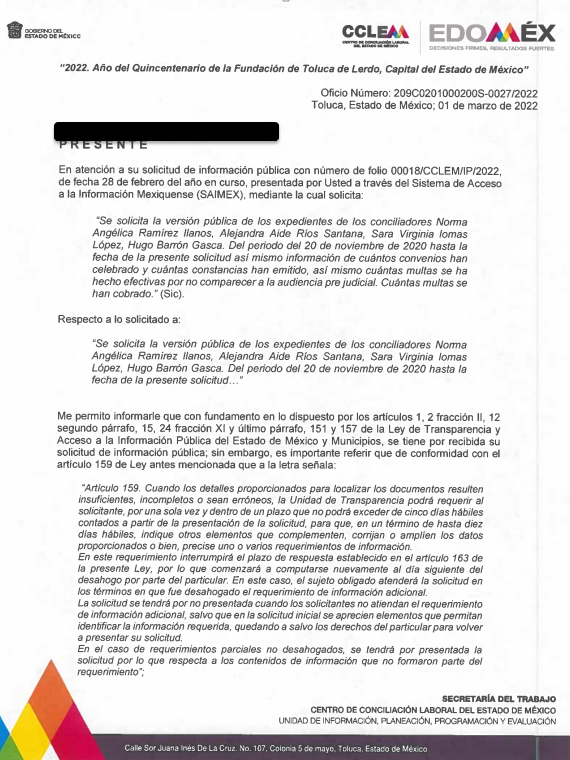 GOBIERNO DEL
ESTADO DE MÉXICO
CCLEM
CENTRO DE CONCILIACIÓN LABORAL
DEL ESTADO DE MÉXICO
EDOMÉX
DECISIONES FIRMES, RESULTADOS FUERTES.
“2022. Año del Quincentenario de la Fundación de Toluca de Lerdo, Capital del Estado de México”
Oficio Número: 209C0201000200S-0027/2022
Toluca, Estado de México; 01 de marzo de 2022
PRESENTE
En atención a su solicitud de información pública con número de folio 00018/CCLEM/IP/2022,
de fecha 28 de febrero del año en curso, presentada por Usted a través del Sistema de Acceso
a la Información Mexiquense (SAIMEX), mediante la cual solicita:
“Se solicita la versión pública de los expedientes de los conciliadores Norma
Angélica Ramírez llanos, Alejandra Aide Ríos Santana, Sara Virginia lomas
López, Hugo Barrón Gasca. Del periodo del 20 de noviembre de 2020 hasta la
fecha de la presente solicitud así mismo información de cuántos convenios han
celebrado y cuántas constancias han emitido, así mismo cuántas multas se ha
hecho efectivas por no comparecer a la audiencia pre judicial. Cuántas multas se
han cobrado.” (Sic).
Respecto a lo solicitado a:
“Se solicita la versión pública de los expedientes de los conciliadores Norma
Angélica Ramírez llanos, Alejandra Aide Ríos Santana, Sara Virginia lomas
López, Hugo Barrón Gasca. Del periodo del 20 de noviembre de 2020 hasta la
fecha de la presente solicitud…”
Me permito informarle que con fundamento en lo dispuesto por los artículos 1, 2 fracción II, 12
segundo párrafo, 15, 24 fracción XI y último párrafo, 151 y 157 de la Ley de Transparencia y
Acceso a la Información Pública del Estado de México y Municipios, se tiene por recibida su
solicitud de información pública; sin embargo, es importante referir que de conformidad con el
artículo 159 de Ley antes mencionada que a la letra señala:
“Artículo 159. Cuando los detalles proporcionados para localizar los documentos resulten
insuficientes, incompletos o sean erróneos, la Unidad de Transparencia podrá requerir al
solicitante, por una sola vez y dentro de un plazo que no podrá exceder de cinco días hábiles
contados a partir de la presentación de la solicitud, para que, en un término de hasta diez
días hábiles, indique otros elementos que complementen, corrijan o amplíen los datos
proporcionados o bien, precise uno o varios requerimientos de información.
En este requerimiento interrumpirá el plazo de respuesta establecido en el artículo 163 de
la presente Ley, por lo que comenzará a computarse nuevamente al día siguiente del
desahogo por parte del particular. En este caso, el sujeto obligado atenderá la solicitud en
los términos en que fue desahogado el requerimiento de información adicional.
La solicitud se tendrá por no presentada cuando los solicitantes no atiendan el requerimiento
de información adicional, salvo que en la solicitud inicial se aprecien elementos que permitan
identificar la información requerida, quedando a salvo los derechos del particular para volver
a presentar su solicitud.
En el caso de requerimientos parciales no desahogados, se tendrá por presentada la
solicitud por lo que respecta a los contenidos de información que no formaron parte del
requerimiento”;
SECRETARÍA DEL TRABAJO
CENTRO DE CONCILIACIÓN LABORAL DEL ESTADO DE MÉXICO
UNIDAD DE INFORMACIÓN, PLANEACIÓN, PROGRAMACIÓN Y EVALUACIÓN
Calle Sor Juana Inés De La Cruz. No. 107, Colonia 5 de mayo, Toluca, Estado de México